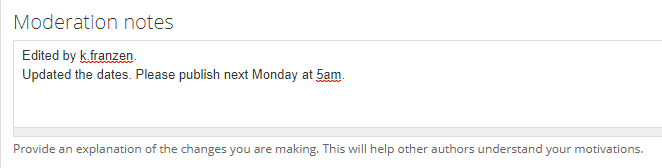 Moderation notes
Edited by k.franzen.
Updated the dates. Please publish next Monday at 5am.
Provide an explanation of the changes you are making. This will help other authors understand your motivations.